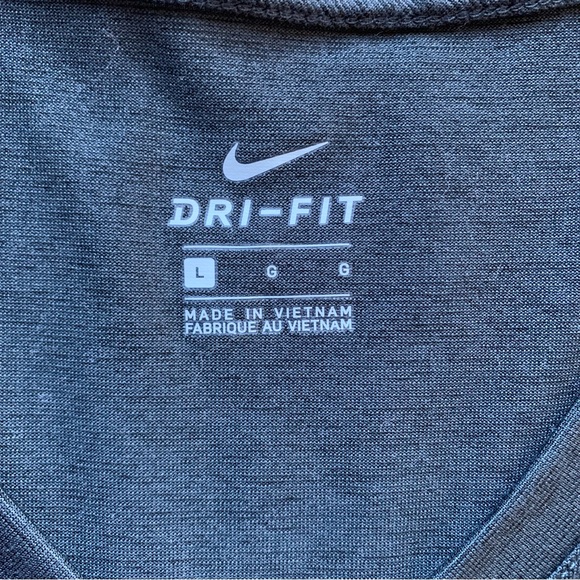 DRI-FIT
L G G
MADE IN VIETNAM
FABRIQUE AU VIETNAM